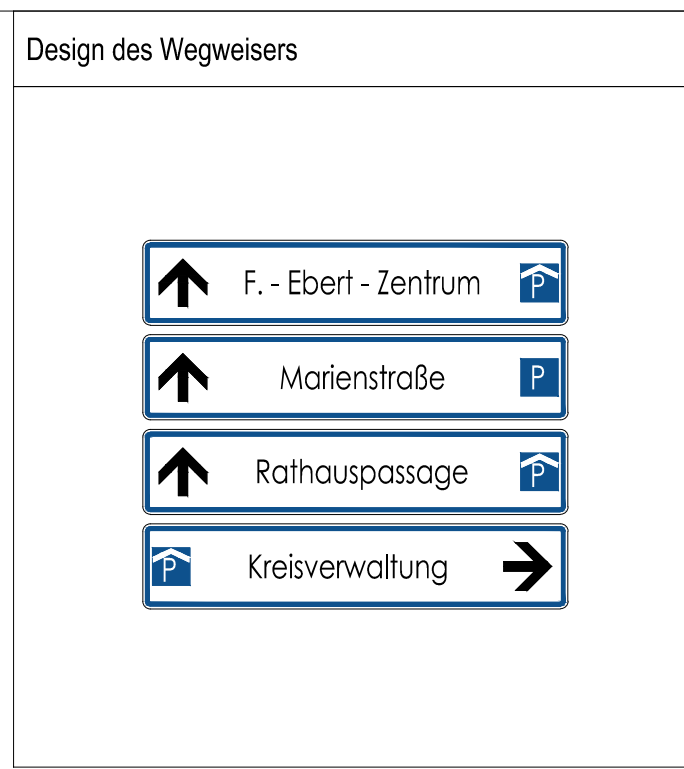 Design des Wegweisers
F. - Ebert - Zentrum P
Marienstraße P
Rathauspassage P
P Kreisverwaltung